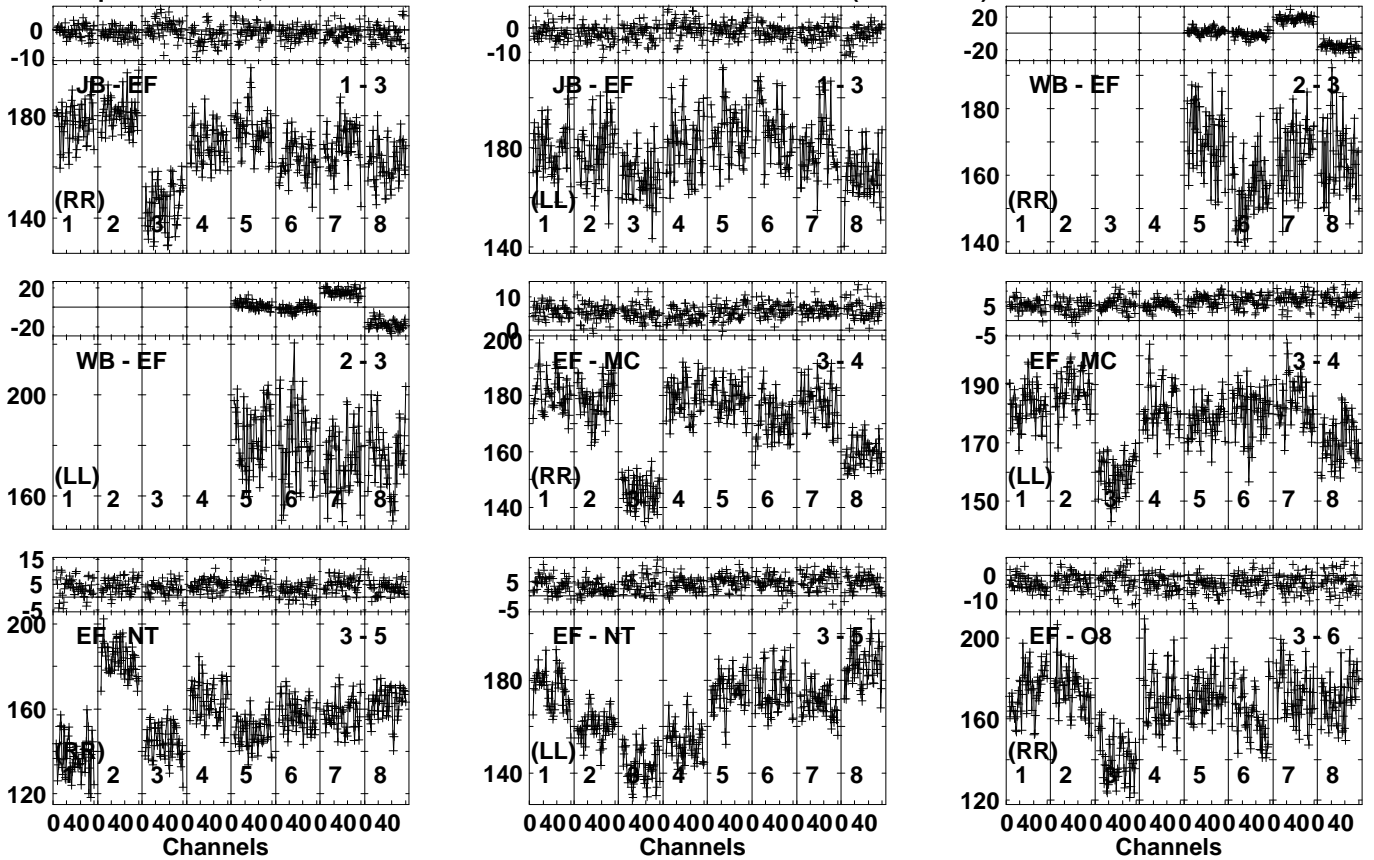 0
-10
JB - EF 1 - 3
180
140
(RR)
1 2 3 4 5 6 7 8
0
-10
JB - EF 1 - 3
180
140
(LL)
1 2 3 4 5 6 7 8
20
-20
WB - EF 2 - 3
180
160
140
(RR)
1 2 3 4 5 6 7 8
20
-20
WB - EF 2 - 3
200
160
(LL)
1 2 3 4 5 6 7 8
10
0
200
EF - MC 3 - 4
180
160
140
(RR)
1 2 3 4 5 6 7 8
5
-5
EF - MC 3 - 4
190
170
150
(LL)
1 2 3 4 5 6 7 8
15
5
-5
200
EF - NT 3 - 5
160
120
(RR)
1 2 3 4 5 6 7 8
0 40 0 40 0 40 0 40 0 40 0 40 0 40 0 40
Channels
5
-5
EF - NT 3 - 5
180
140
(LL)
1 2 3 4 5 6 7 8
0 40 0 40 0 40 0 40 0 40 0 40 0 40 0 40
Channels
0
-10
EF - O8 3 - 6
200
160
120
(RR)
1 2 3 4 5 6 7 8
0 40 0 40 0 40 0 40 0 40 0 40 0 40 0 40
Channels